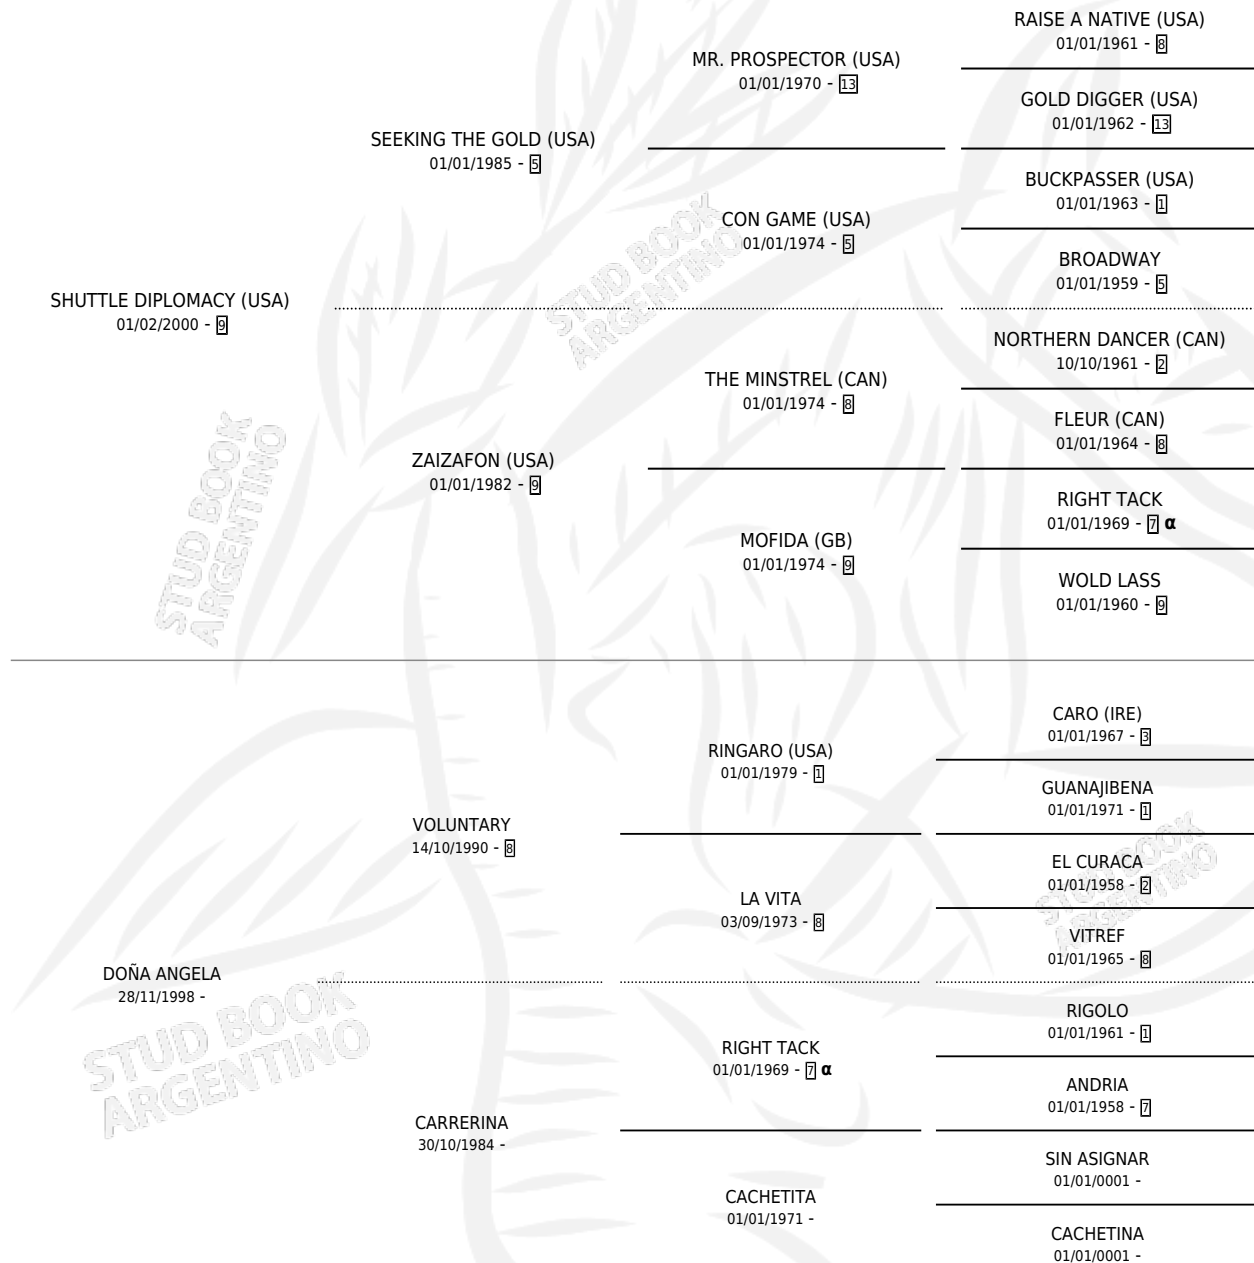 RAISE A NATIVE (USA)
01/01/1961 - 8
MR. PROSPECTOR (USA)
01/01/1970 - 13
GOLD DIGGER (USA)
01/01/1962 - 13
SEEKING THE GOLD (USA)
01/01/1985 - 5
BUCKPASSER (USA)
01/01/1963 - 1
CON GAME (USA)
01/01/1974 - 5
BROADWAY
01/01/1959 - 5
SHUTTLE DIPLOMACY (USA)
01/02/2000 - 9
NORTHERN DANCER (CAN)
10/10/1961 - 2
THE MINSTREL (CAN)
01/01/1974 - 8
FLEUR (CAN)
01/01/1964 - 8
ZAIZAFON (USA)
01/01/1982 - 9
RIGHT TACK
01/01/1969 - 7 α
MOFIDA (GB)
01/01/1974 - 9
WOLD LASS
01/01/1960 - 9
CARO (IRE)
01/01/1967 - 3
RINGARO (USA)
01/01/1979 - 1
GUANAJIBENA
01/01/1971 - 1
VOLUNTARY
14/10/1990 - 8
EL CURACA
01/01/1958 - 2
LA VITA
03/09/1973 - 8
VITREF
01/01/1965 - 8
DOÑA ANGELA
28/11/1998 -
RIGOLO
01/01/1961 - 1
RIGHT TACK
01/01/1969 - 7 α
ANDRIA
01/01/1958 - 7
CARRERINA
30/10/1984 -
SIN ASIGNAR
01/01/0001 -
CACHETITA
01/01/1971 -
CACHETINA
01/01/0001 -
STUD BOOK
ARGENTINO
STUD BOOK
ARGENTINO
STUD BOOK
ARGENTINO
STUD BOOK
ARGENTINO